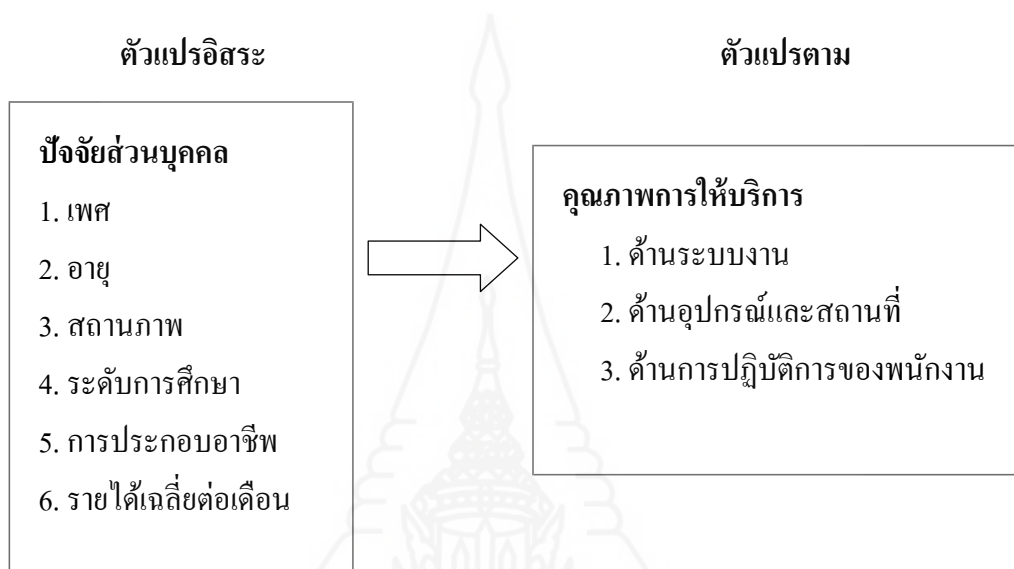 ตัวแปรอิสระ
ตัวแปรตาม
ปัจจัยส่วนบุคคล
1. เพศ
2. อายุ
3. สถานภาพ
4. ระดับการศึกษา
5. การประกอบอาชีพ
6. รายได้เฉลี่ยต่อเดือน
คุณภาพการให้บริการ
1. ด้านระบบงาน
2. ด้านอุปกรณ์และสถานที่
3. ด้านการปฏิบัติการของพนักงาน